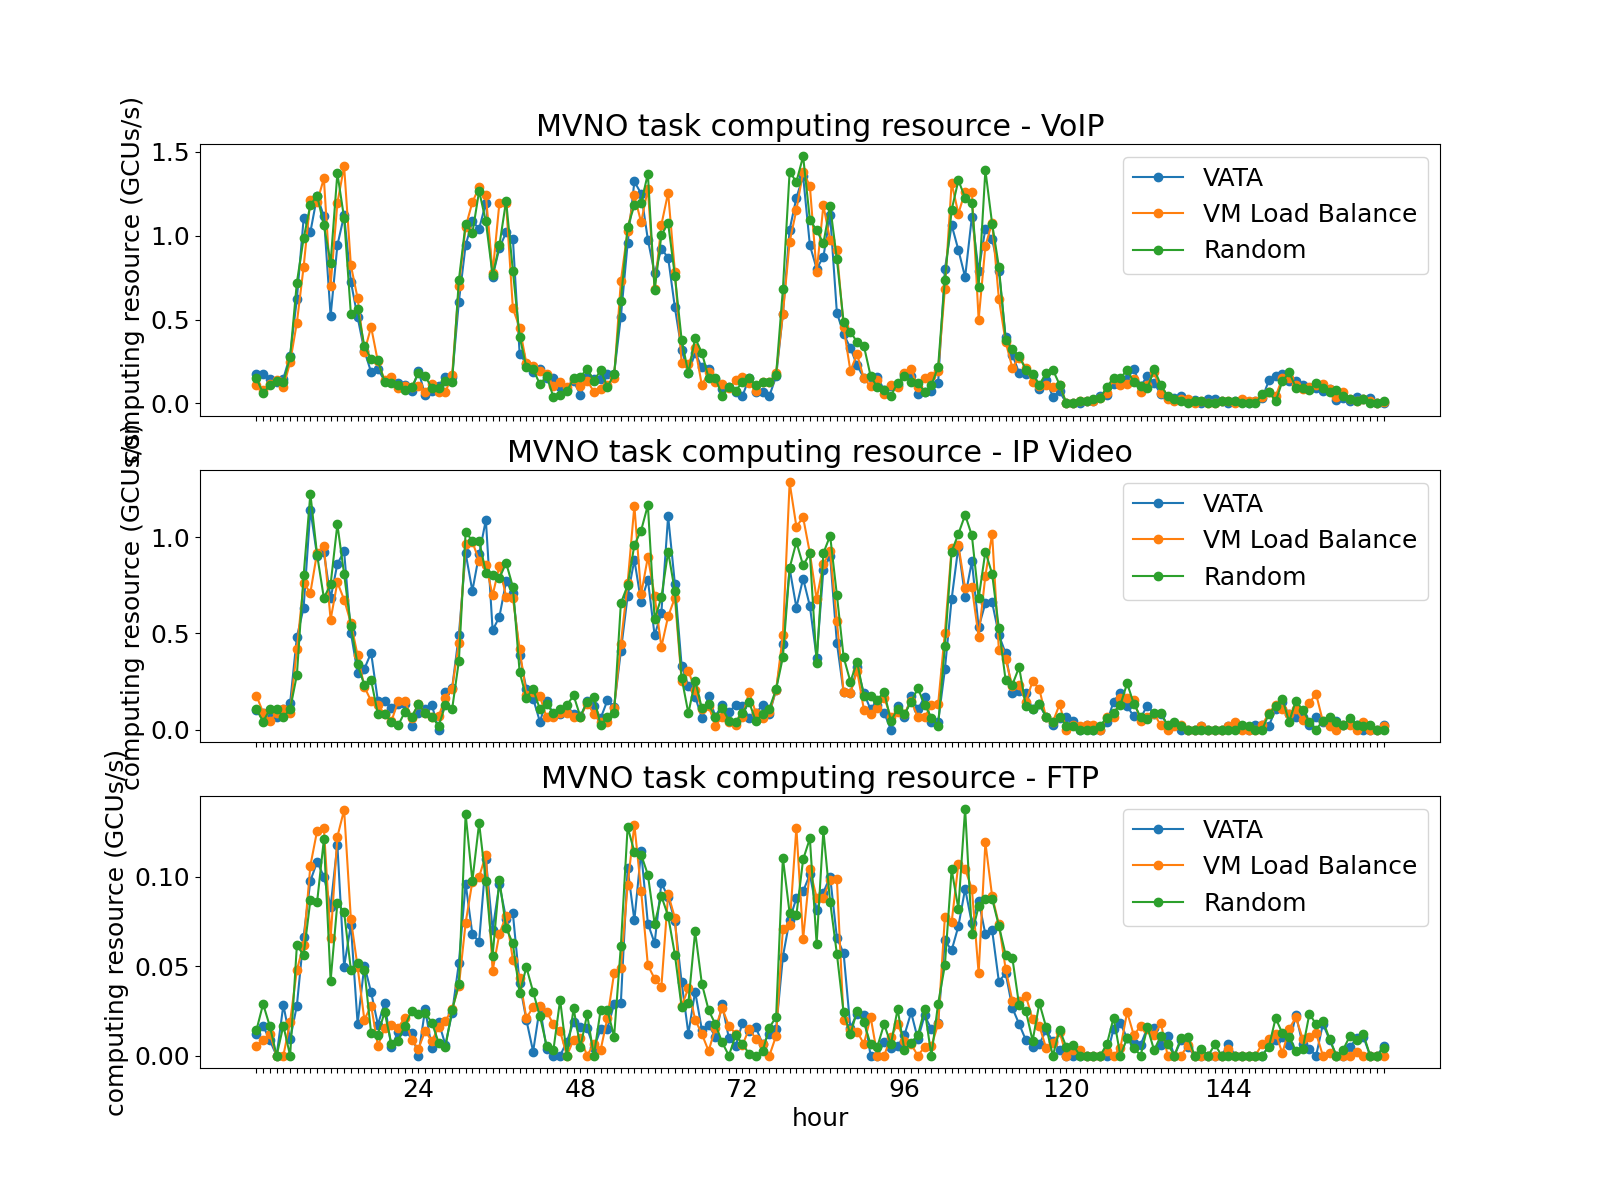 MVNO task computing resource - VoIP
computing resource (GCUs/s)
1.5
1.0
0.5
0.0
VATA
VM Load Balance
Random
MVNO task computing resource - IP Video
computing resource (GCUs/s)
1.0
0.5
0.0
VATA
VM Load Balance
Random
MVNO task computing resource - FTP
computing resource (GCUs/s)
0.10
0.05
0.00
VATA
VM Load Balance
Random
24 48 72 96 120 144
hour